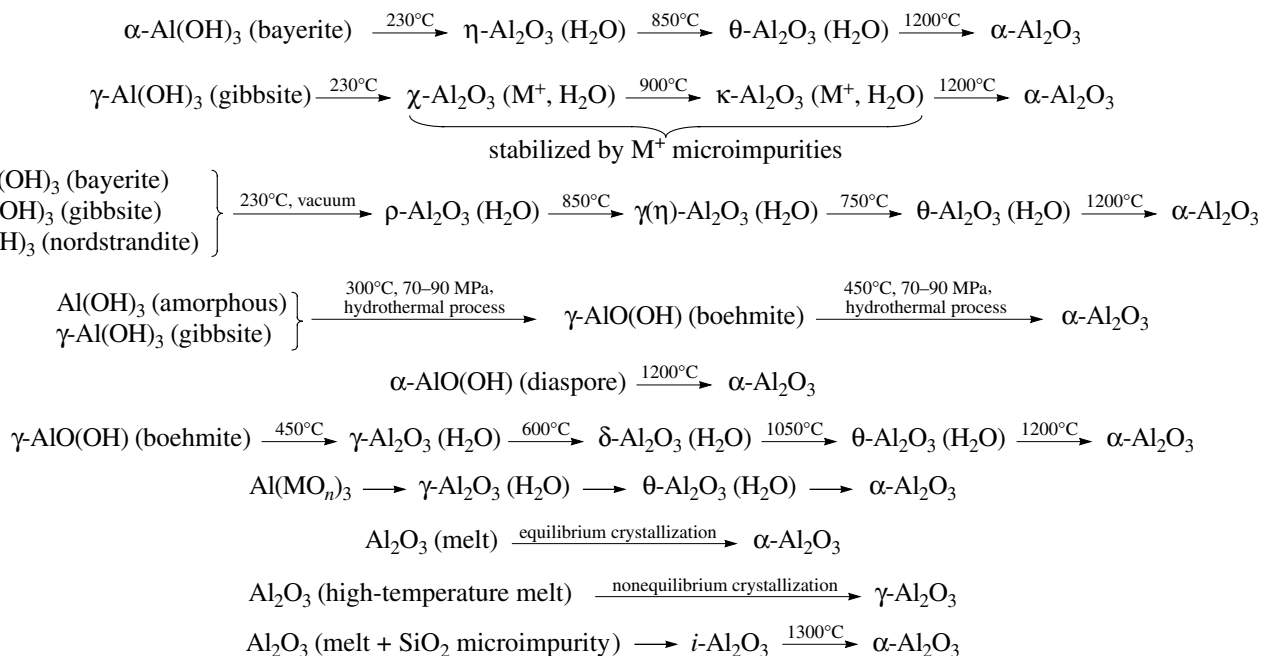 α-Al(OH)₃ (bayerite) 230°C → η-Al₂O₃ (H₂O) 850°C → θ-Al₂O₃ (H₂O) 1200°C → α-Al₂O₃
γ-Al(OH)₃ (gibbsite) 230°C → χ-Al₂O₃ (M⁺, H₂O) 900°C → κ-Al₂O₃ (M⁺, H₂O) 1200°C → α-Al₂O₃
stabilized by M⁺ microimpurities
(OH)₃ (bayerite)
OH)₃ (gibbsite)
H)₃ (nordstrandite)
230°C, vacuum → ρ-Al₂O₃ (H₂O) 850°C → γ(η)-Al₂O₃ (H₂O) 750°C → θ-Al₂O₃ (H₂O) 1200°C → α-Al₂O₃
Al(OH)₃ (amorphous)
γ-Al(OH)₃ (gibbsite)
300°C, 70–90 MPa,
hydrothermal process
→ γ-AlO(OH) (boehmite)
450°C, 70–90 MPa,
hydrothermal process
→ α-Al₂O₃
α-AlO(OH) (diaspore) 1200°C → α-Al₂O₃
γ-AlO(OH) (boehmite) 450°C → γ-Al₂O₃ (H₂O) 600°C → δ-Al₂O₃ (H₂O) 1050°C → θ-Al₂O₃ (H₂O) 1200°C → α-Al₂O₃
Al(MOₙ)₃ → γ-Al₂O₃ (H₂O) → θ-Al₂O₃ (H₂O) → α-Al₂O₃
Al₂O₃ (melt) equilibrium crystallization → α-Al₂O₃
Al₂O₃ (high-temperature melt) nonequilibrium crystallization → γ-Al₂O₃
Al₂O₃ (melt + SiO₂ microimpurity) → i-Al₂O₃ 1300°C → α-Al₂O₃